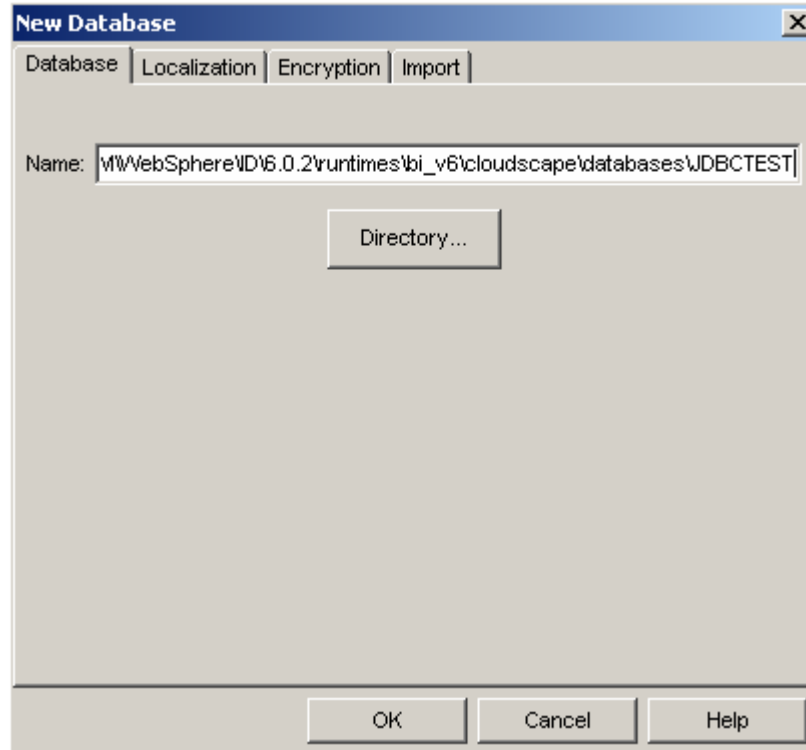 New Database
Database Localization Encryption Import
Name: M\WebSphere\ID\6.0.2\runtimes\bi_v6\cloudscape\databases\JDBCTEST
Directory...
OK Cancel Help